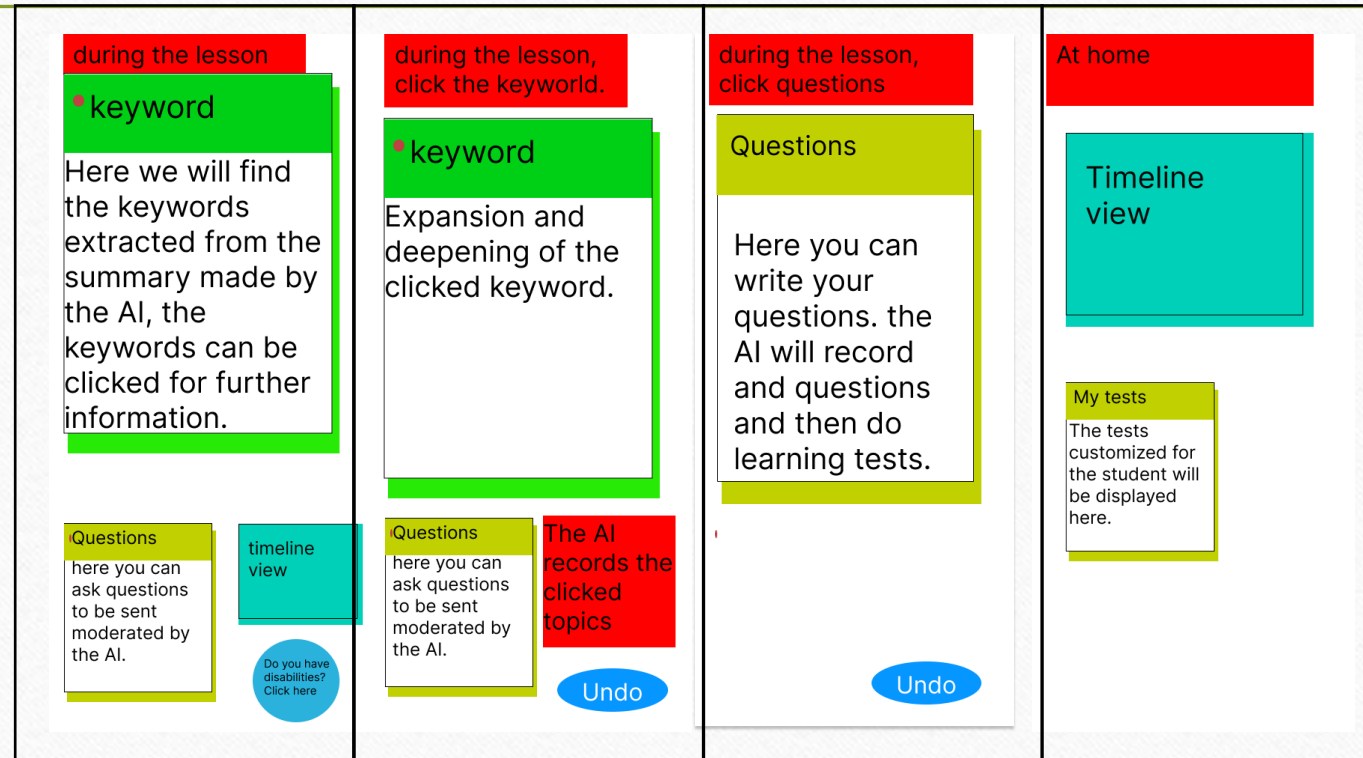 during the lesson
keyword
Here we will find
the keywords
extracted from the
summary made by
the AI, the
keywords can be
clicked for further
information.
Questions
here you can
ask questions
to be sent
moderated by
the AI.
timeline
view
Do you have
disabilities?
Click here
during the lesson,
click the keyworld.
keyword
Expansion and
deepening of the
clicked keyword.
Questions
here you can
ask questions
to be sent
moderated by
the AI.
The AI
records the
clicked
topics
Undo
during the lesson,
click questions
Questions
Here you can
write your
questions. the
AI will record
and questions
and then do
learning tests.
Undo
At home
Timeline
view
My tests
The tests
customized for
the student will
be displayed
here.